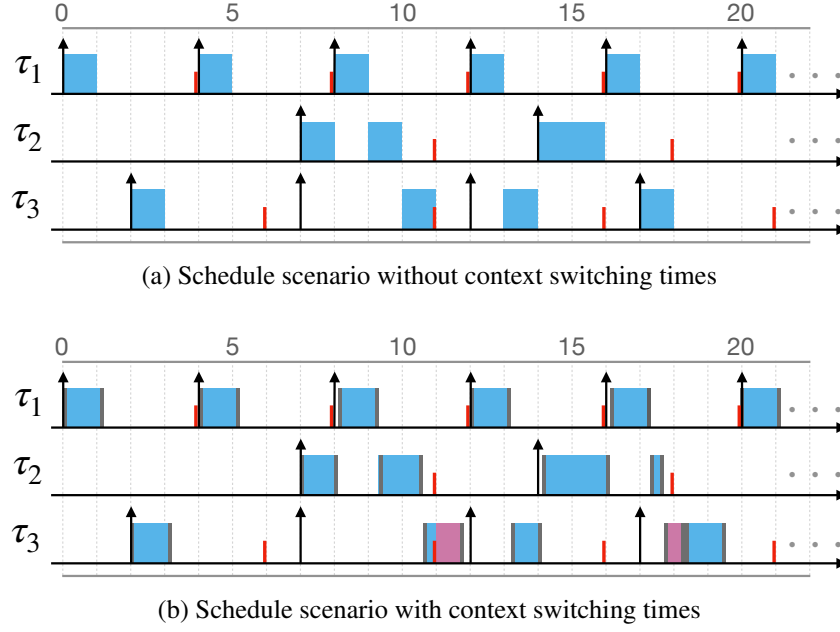 0 5 10 15 20
τ1
τ2
τ3
(a) Schedule scenario without context switching times
0 5 10 15 20
τ1
τ2
τ3
(b) Schedule scenario with context switching times